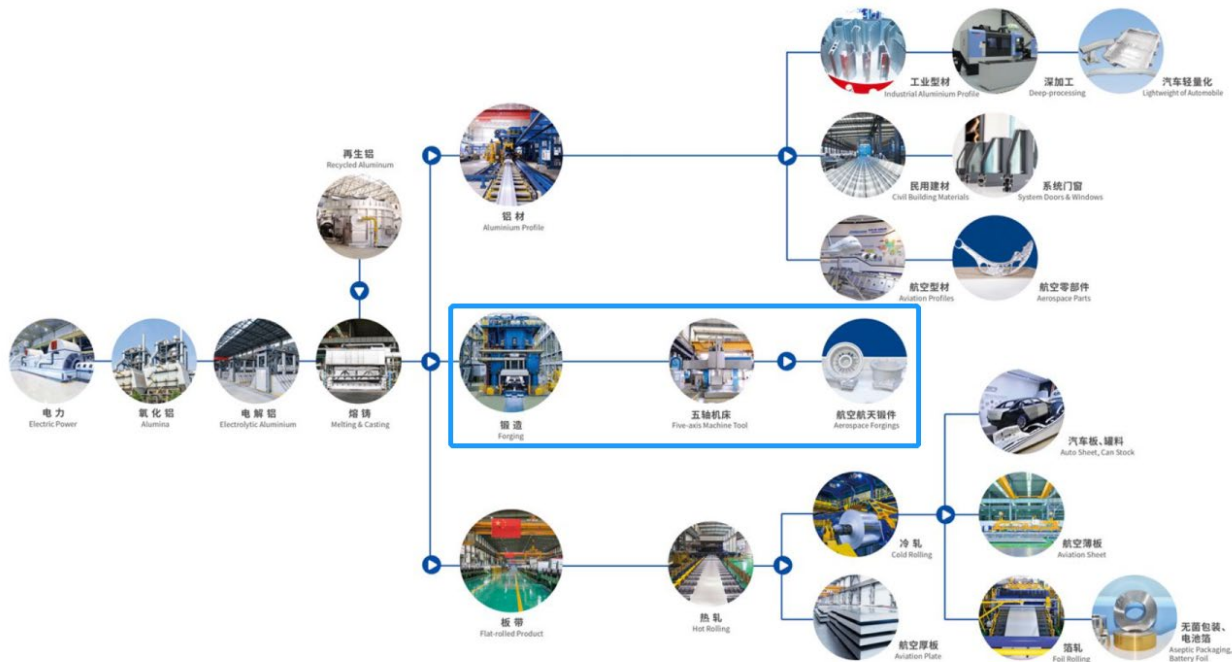 工业型材
Industrial Aluminium Profile
深加工
Deep-processing
汽车轻量化
Lightweight of Automobile
再生铝
Recycled Aluminum
铝 材
Aluminium Profile
民用建材
Civil Building Materials
系统门窗
System Doors & Windows
航空型材
Aviation Profiles
航空零部件
Aerospace Parts
电 力
Electric Power
氧 化 铝
Alumina
电 解 铝
Electrolytic Aluminium
熔 铸
Melting & Casting
锻 造
Forging
五轴机床
Five-axis Machine Tool
航空航天锻件
Aerospace Forgings
汽车板、罐料
Auto Sheet, Can Stock
板 带
Flat-rolled Product
热 轧
Hot Rolling
冷 轧
Cold Rolling
航空薄板
Aviation Sheet
航空厚板
Aviation Plate
箔轧
Foil Rolling
无菌包装、
电池箔
Aseptic Packaging
Battery Foil